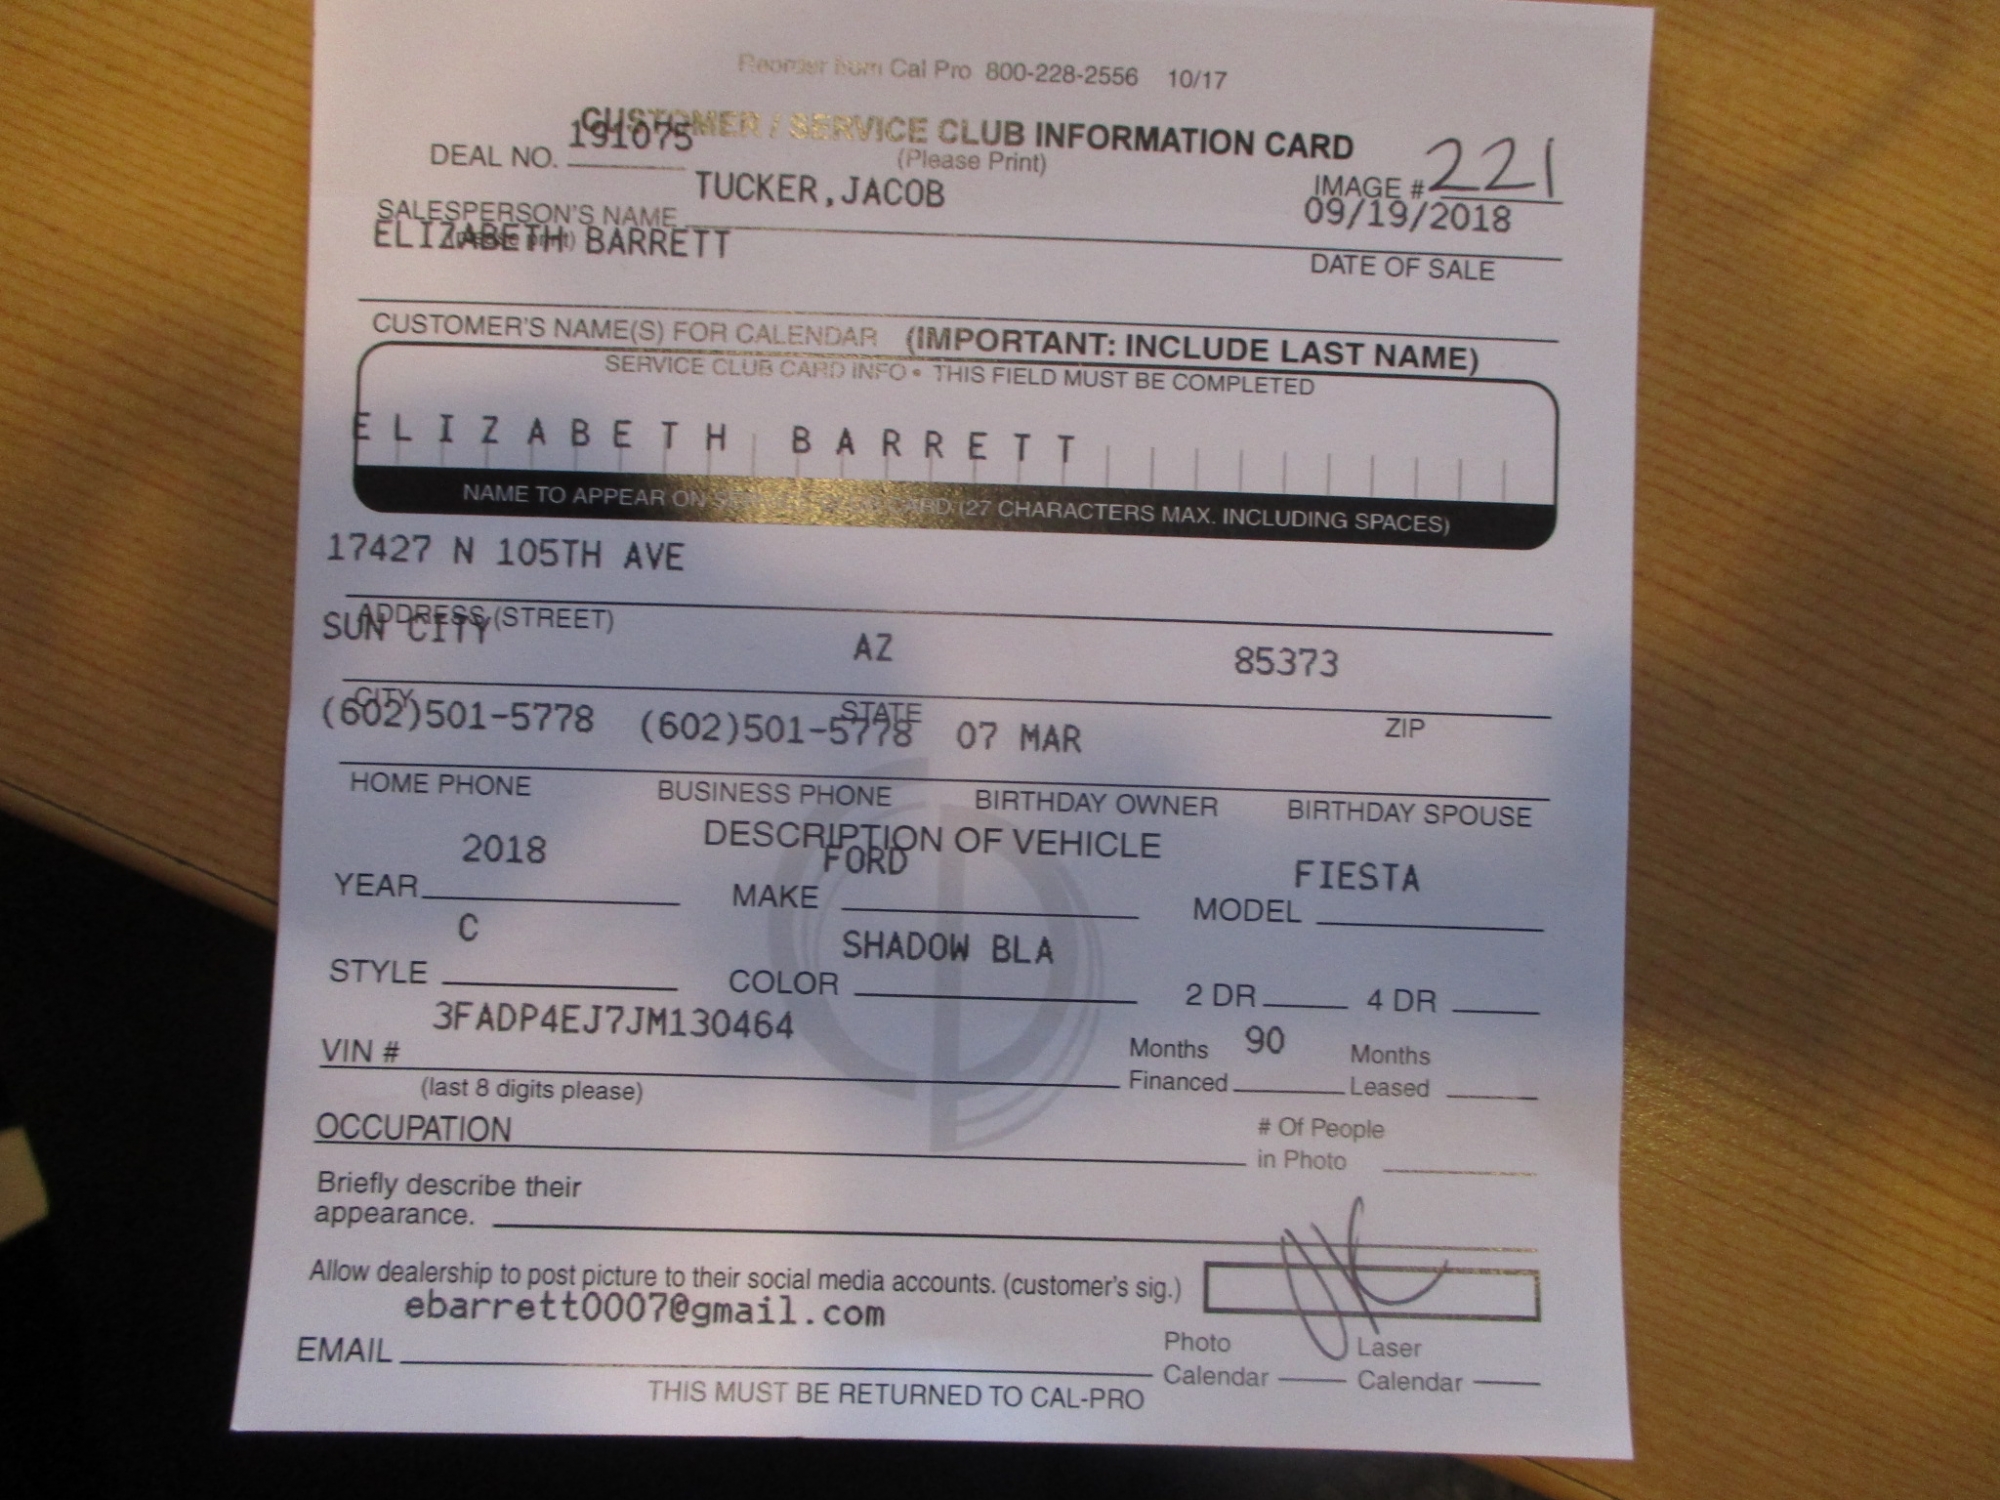 Reorder from Cal Pro 800-228-2556 10/17
CUSTOMER / SERVICE CLUB INFORMATION CARD
(Please Print)
DEAL NO. 191075
IMAGE # 221
TUCKER, JACOB
09/19/2018
SALESPERSON'S NAME
(please print)
DATE OF SALE
ELIZABETH BARRETT
CUSTOMER'S NAME(S) FOR CALENDAR (IMPORTANT: INCLUDE LAST NAME)
SERVICE CLUB CARD INFO • THIS FIELD MUST BE COMPLETED
ELIZABETH BARRETT
NAME TO APPEAR ON SERVICE CLUB CARD (27 CHARACTERS MAX. INCLUDING SPACES)
17427 N 105TH AVE
ADDRESS (STREET)
SUN CITY AZ 85373
CITY STATE ZIP
(602)501-5778 (602)501-5778 07 MAR
HOME PHONE BUSINESS PHONE BIRTHDAY OWNER BIRTHDAY SPOUSE
DESCRIPTION OF VEHICLE
2018 FORD FIESTA
YEAR MAKE MODEL
C SHADOW BLA
STYLE COLOR 2 DR 4 DR
3FADP4EJ7JM130464 90
VIN # Months Financed Months Leased
(last 8 digits please)
OCCUPATION # Of People in Photo
Briefly describe their
appearance.
Allow dealership to post picture to their social media accounts. (customer's sig.)
ebarrett0007@gmail.com
EMAIL Photo Calendar Laser Calendar
THIS MUST BE RETURNED TO CAL-PRO